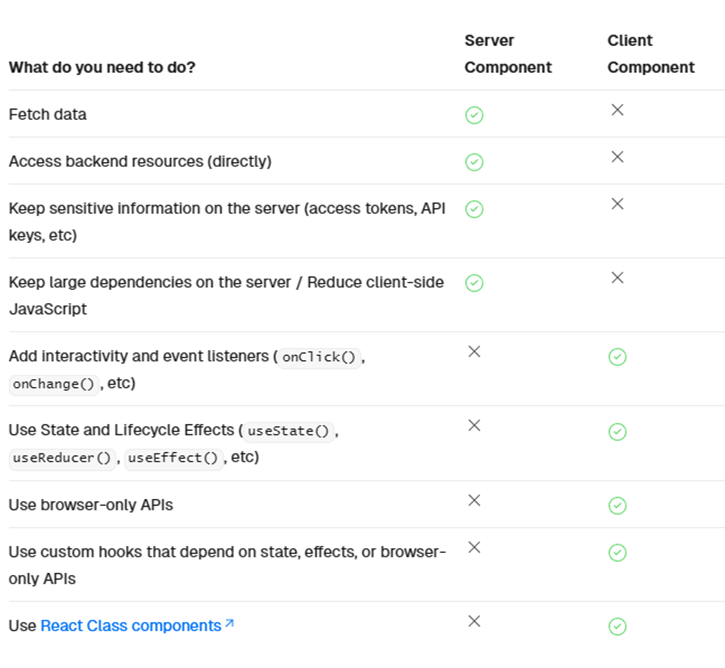 Server Client
What do you need to do? Component Component
Fetch data
Access backend resources (directly)
Keep sensitive information on the server (access tokens, API
keys, etc)
Keep large dependencies on the server / Reduce client-side
JavaScript
Add interactivity and event listeners ( onClick() ,
onChange() , etc)
Use State and Lifecycle Effects ( useState() ,
useReducer() , useEffect() , etc)
Use browser-only APIs
Use custom hooks that depend on state, effects, or browser-
only APIs
Use React Class components